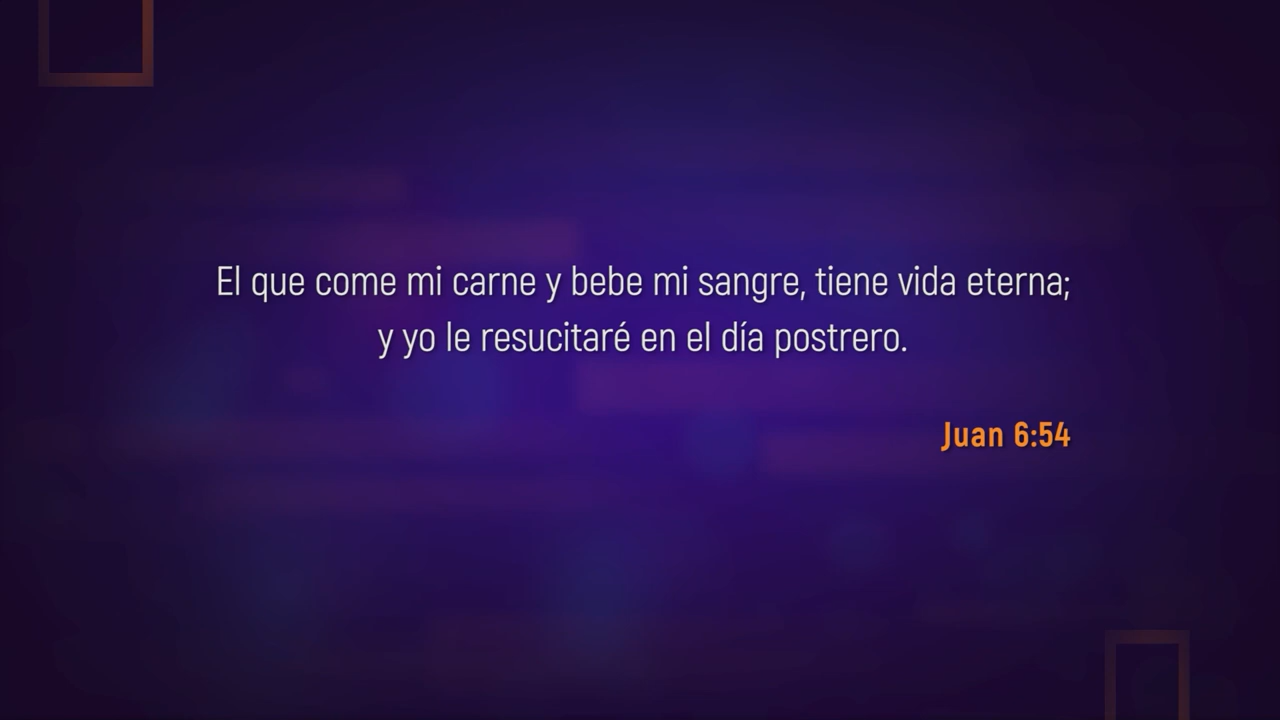 El que come mi carne y bebe mi sangre, tiene vida eterna;
y yo le resucitaré en el día postrero.
Juan 6:54